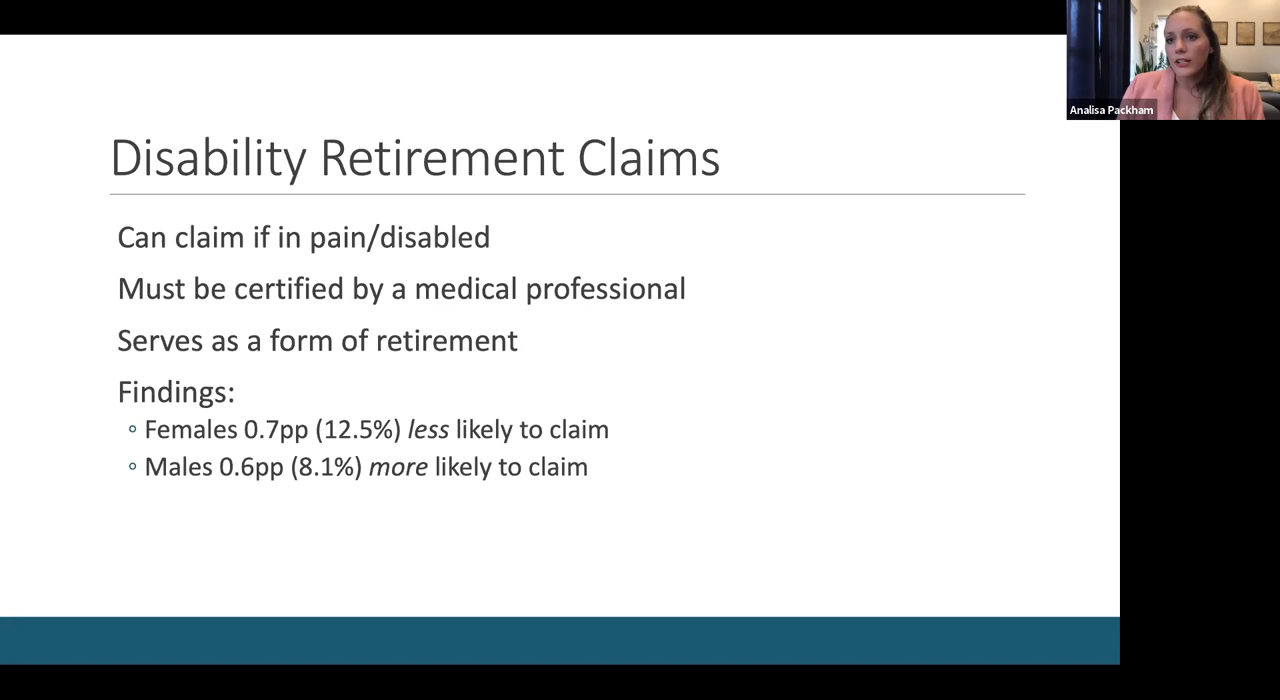 Analisa Packham
Disability Retirement Claims
Can claim if in pain/disabled
Must be certified by a medical professional
Serves as a form of retirement
Findings:
◦ Females 0.7pp (12.5%) less likely to claim
◦ Males 0.6pp (8.1%) more likely to claim